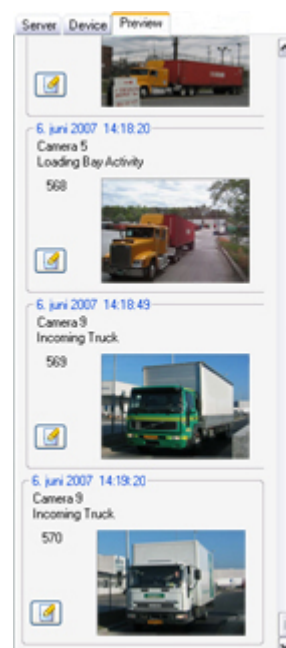 Server Device Preview
6. juni 2007 14:18:20
Camera 5
Loading Bay Activity
568
6. juni 2007 14:18:49
Camera 9
Incoming Truck
569
6. juni 2007 14:19:20
Camera 9
Incoming Truck
570